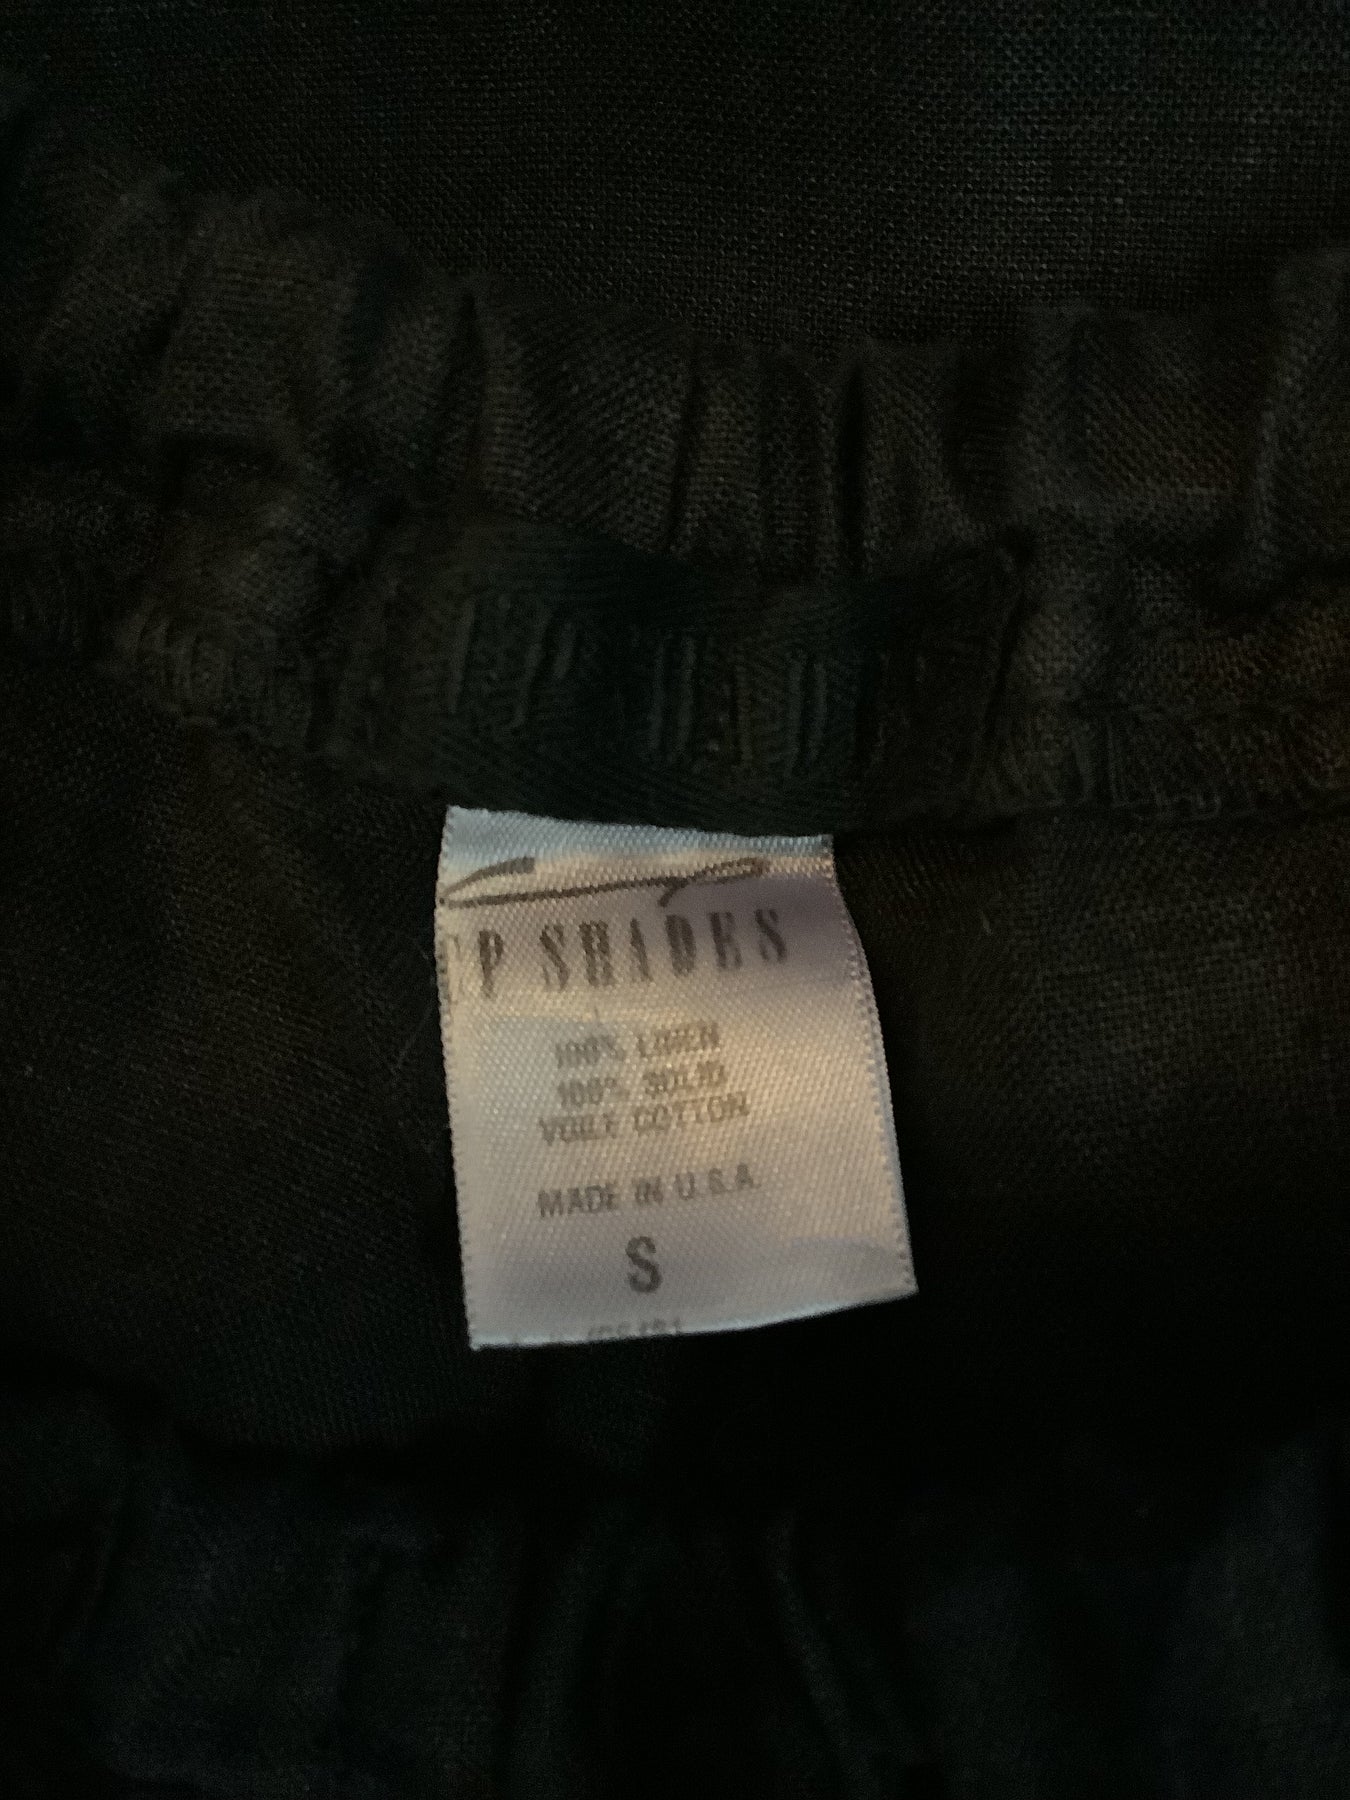 P SHADES
100% LINEN
100% SOLID
VOILE COTTON
MADE IN U.S.A.
S